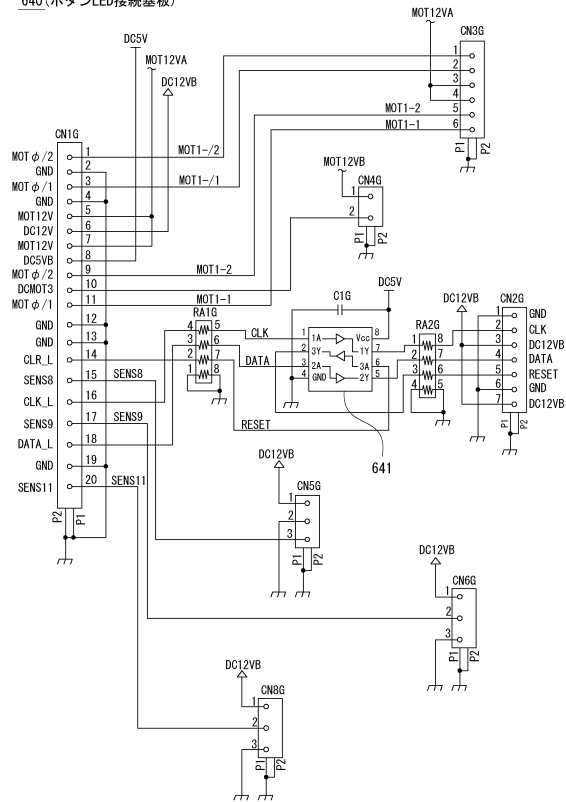 640(ボタンLED接続基板)
MOT12VA
CN3G
1
2
3
4
5
6
P1
P2
DC5V
MOT12VA
DC12VB
MOT1-2
MOT1-1
CN1G
MOTφ/2 1 MOT1-/2
GND 2
MOTφ/1 3 MOT1-/1
GND 4
MOT12V 5
DC12V 6
MOT12V 7
DC5VB 8
MOTφ/2 9 MOT1-2
DCMOT3 10
MOTφ/1 11 MOT1-1
GND 12
GND 13
CLR_L 14
SENS8 15 SENS8
CLK_L 16
SENS9 17 SENS9
DATA_L 18
GND 19
SENS11 20 SENS11
P2
P1
MOT12VB
CN4G
1
2
P1
P2
RA1G
4 5
3 6
2 7
1 8
CLK
DATA
RESET
C1G
DC5V
1 1A Vcc 8
2 3Y 1Y 7
3 2A 3A 6
4 GND 2Y 5
641
RA2G
1 8
2 7
3 6
4 5
DC12VB
CN2G
1 GND
2 CLK
3 DC12VB
4 DATA
5 RESET
6 GND
7 DC12VB
P1
P2
DC12VB
CN5G
1
2
3
P1
P2
DC12VB
CN6G
1
2
3
P1
P2
DC12VB
CN8G
1
2
3
P1
P2